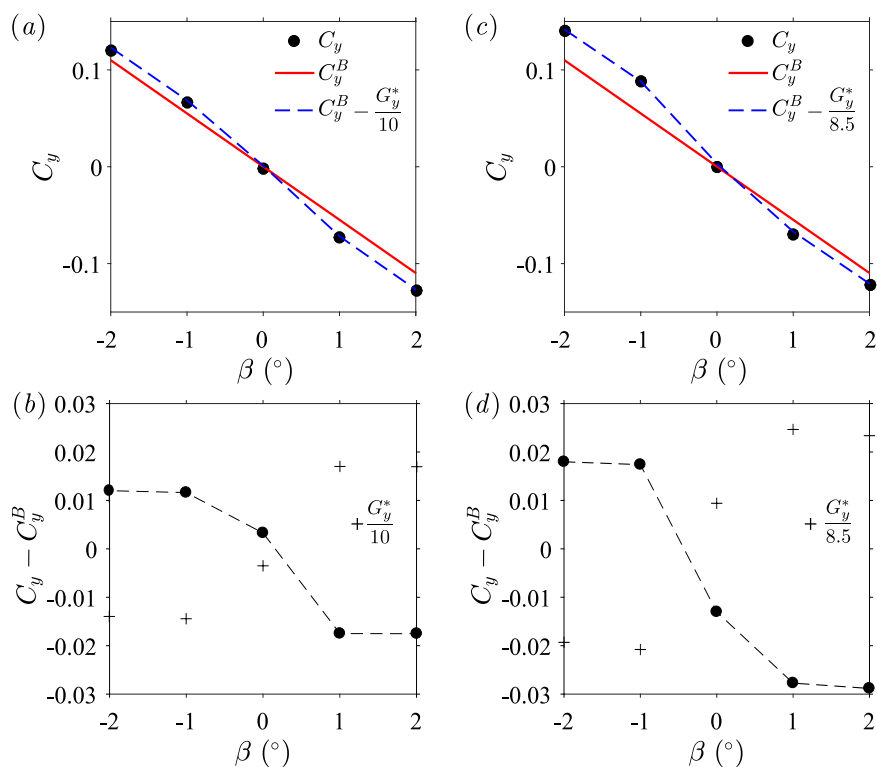 (a)
C_y
C_y^B
C_y^B − G_y^*/10
0.1
0
-0.1
C_y
-2 -1 0 1 2
β (°)
(c)
C_y
C_y^B
C_y^B − G_y^*/8.5
0.1
0
-0.1
C_y
-2 -1 0 1 2
β (°)
(b)
0.03
0.02
0.01
0
-0.01
-0.02
-0.03
C_y − C_y^B
+ G_y^*/10
-2 -1 0 1 2
β (°)
(d)
0.03
0.02
0.01
0
-0.01
-0.02
-0.03
C_y − C_y^B
+ G_y^*/8.5
-2 -1 0 1 2
β (°)